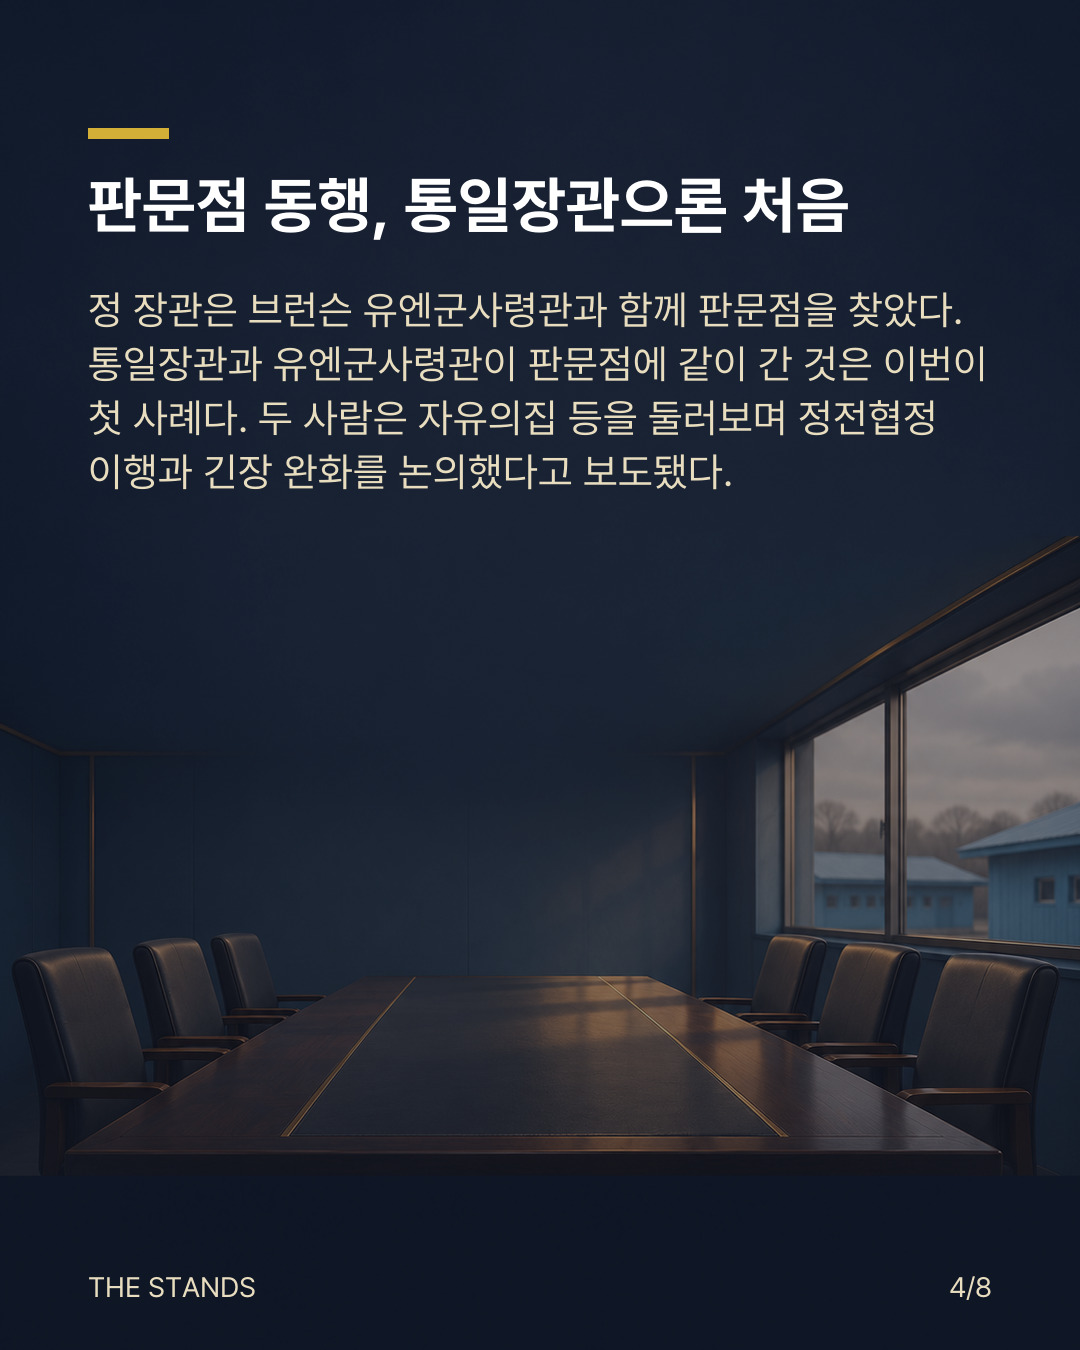 판문점 동행, 통일장관으론 처음
정 장관은 브런슨 유엔군사령관과 함께 판문점을 찾았다.
통일장관과 유엔군사령관이 판문점에 같이 간 것은 이번이
첫 사례다. 두 사람은 자유의집 등을 둘러보며 정전협정
이행과 긴장 완화를 논의했다고 보도됐다.
THE STANDS
4/8